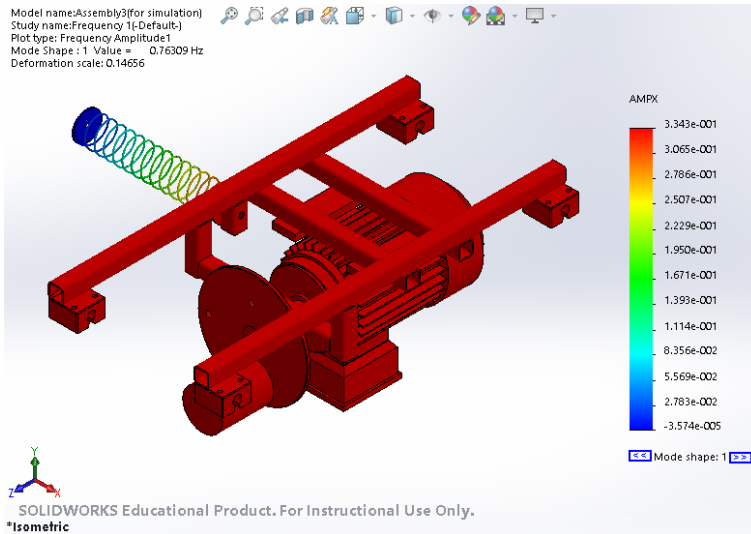 Model name:Assembly3(for simulation)
Study name:Frequency 1(-Default-)
Plot type: Frequency Amplitude1
Mode Shape : 1 Value = 0.76309 Hz
Deformation scale: 0.14656
AMPX
3.343e-001
3.065e-001
2.786e-001
2.507e-001
2.229e-001
1.950e-001
1.671e-001
1.393e-001
1.114e-001
8.356e-002
5.569e-002
2.783e-002
-3.574e-005
<< Mode shape: 1 >>
Y
Z X
SOLIDWORKS Educational Product. For Instructional Use Only.
*Isometric